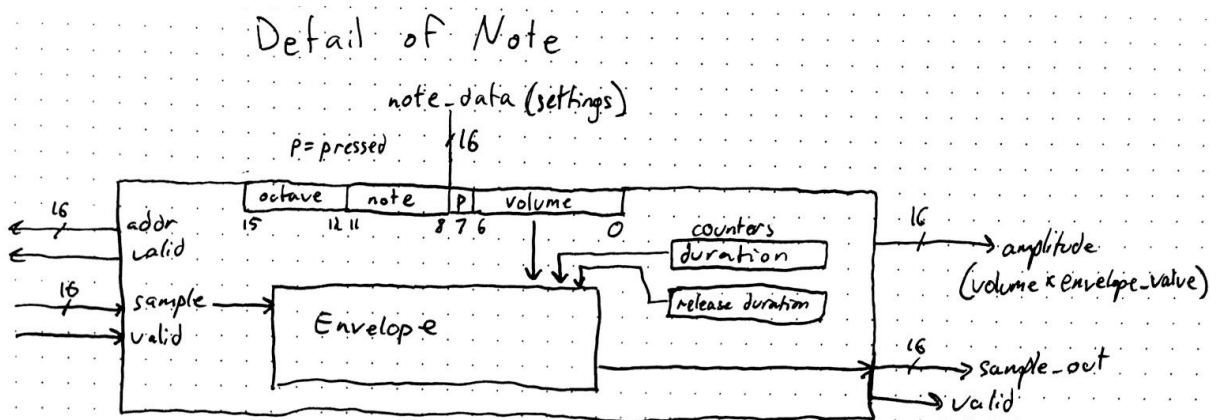 Detail of Note
note_data (settings)
p = pressed
16
octave note P volume
15 12 11 8 7 6 0
16
addr
valid
16
sample
valid
Envelope
counters
duration
release duration
16
amplitude
(volume x envelope_value)
16
sample_out
valid